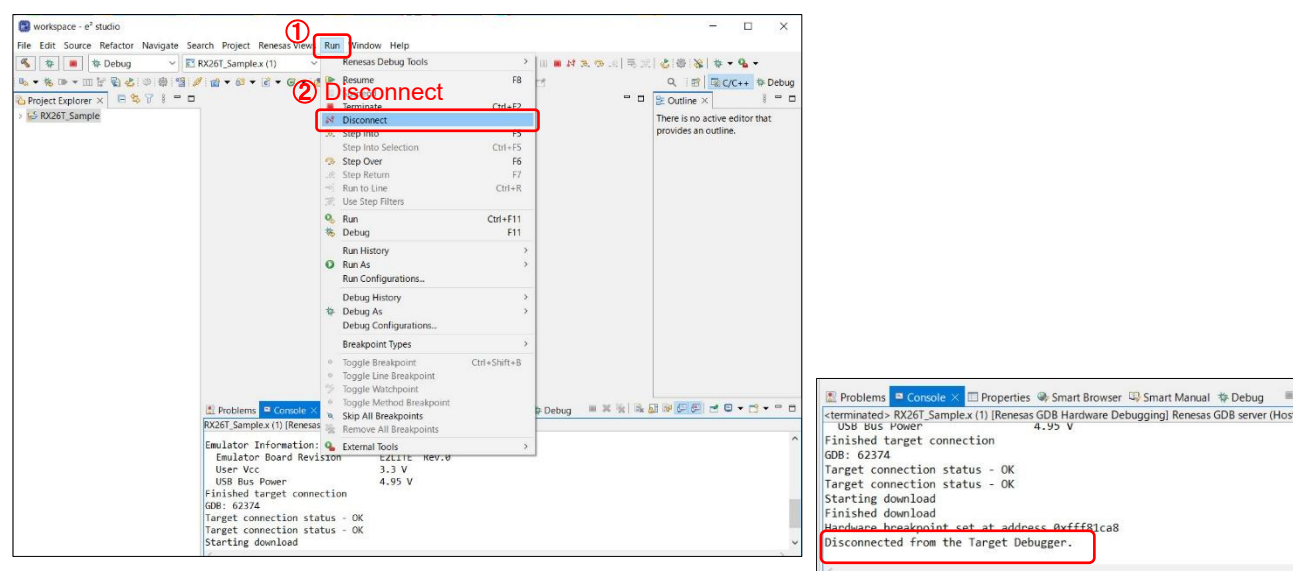 workspace - e² studio
①
File Edit Source Refactor Navigate Search Project Renesas Views Run Window Help
Debug RX26T_Sample.x (1)
C/C++ Debug
Project Explorer
RX26T_Sample
Renesas Debug Tools
Resume F8
② Disconnect
Terminate Ctrl+F2
Disconnect
Step Into F5
Step Into Selection Ctrl+F5
Step Over F6
Step Return F7
Run to Line Ctrl+R
Use Step Filters
Run Ctrl+F11
Debug F11
Run History
Run As
Run Configurations...
Debug History
Debug As
Debug Configurations...
Breakpoint Types
Toggle Breakpoint Ctrl+Shift+B
Toggle Line Breakpoint
Toggle Watchpoint
Toggle Method Breakpoint
Skip All Breakpoints
Remove All Breakpoints
External Tools
Outline
There is no active editor that
provides an outline.
Problems Console Debug
RX26T_Sample.x (1) [Renesas
Emulator Information:
Emulator Board Revision E2LITE Rev.0
User Vcc 3.3 V
USB Bus Power 4.95 V
Finished target connection
GDB: 62374
Target connection status - OK
Target connection status - OK
Starting download
Problems Console Properties Smart Browser Smart Manual Debug
<terminated> RX26T_Sample.x (1) [Renesas GDB Hardware Debugging] Renesas GDB server (Hos
USB Bus Power 4.95 V
Finished target connection
GDB: 62374
Target connection status - OK
Target connection status - OK
Starting download
Finished download
Hardware breakpoint set at address 0xfff81ca8
Disconnected from the Target Debugger.